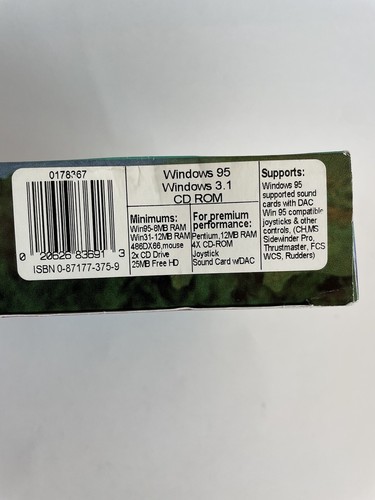 0178367
0 20626 83691 3
ISBN 0-87177-375-9
Windows 95
Windows 3.1
CD ROM
Minimums:
Win95-8MB RAM
Win31-12MB RAM
486DX66,mouse
2x CD Drive
25MB Free HD
For premium
performance:
Pentium,12MB RAM
4X CD-ROM
Joystick
Sound Card w/DAC
Supports:
Windows 95
supported sound
cards with DAC
Win 95 compatible
joysticks & other
controls, (CH,MS
Sidewinder Pro,
Thrustmaster, FCS
WCS, Rudders)